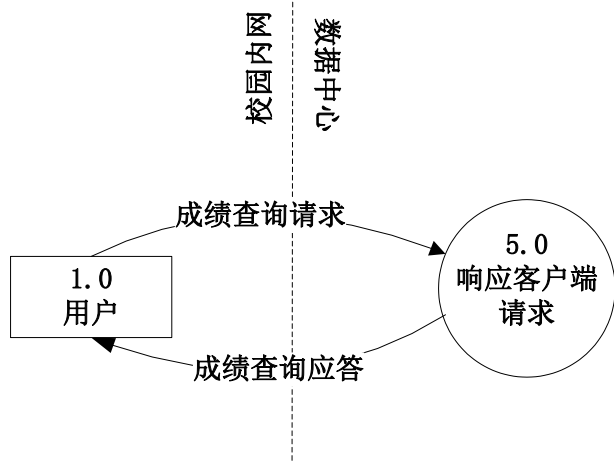 校园内网
数据中心
成绩查询请求
1.0
用户
5.0
响应客户端
请求
成绩查询应答